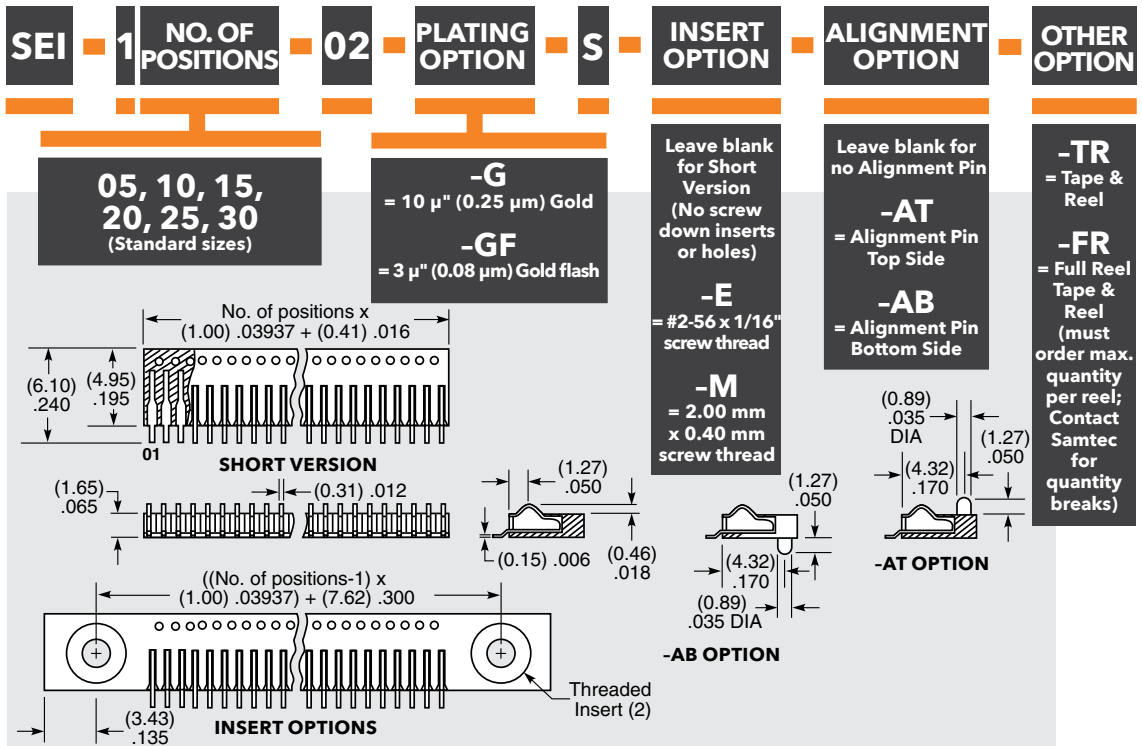 SEI
1
NO. OF
POSITIONS
02
PLATING
OPTION
S
INSERT
OPTION
ALIGNMENT
OPTION
OTHER
OPTION
05, 10, 15,
20, 25, 30
(Standard sizes)
–G
= 10 µ" (0.25 µm) Gold
–GF
= 3 µ" (0.08 µm) Gold flash
Leave blank
for Short
Version
(No screw
down inserts
or holes)
–E
= #2-56 x 1/16"
screw thread
–M
= 2.00 mm
x 0.40 mm
screw thread
Leave blank for
no Alignment Pin
–AT
= Alignment Pin
Top Side
–AB
= Alignment Pin
Bottom Side
–TR
= Tape &
Reel
–FR
= Full Reel
Tape &
Reel
(must
order max.
quantity
per reel;
Contact
Samtec
for
quantity
breaks)
No. of positions x
(1.00) .03937 + (0.41) .016
(6.10)
.240
(4.95)
.195
01
SHORT VERSION
(1.65)
.065
(0.31) .012
(1.27)
.050
(0.15) .006
(0.46)
.018
(1.27)
.050
(4.32)
.170
(0.89)
.035 DIA
–AB OPTION
(0.89)
.035
DIA
(1.27)
.050
(4.32)
.170
–AT OPTION
((No. of positions-1) x
(1.00) .03937) + (7.62) .300
Threaded
Insert (2)
(3.43)
.135
INSERT OPTIONS